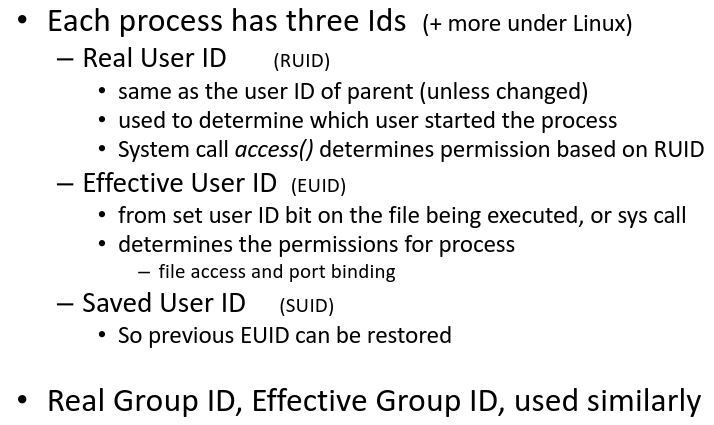 • Each process has three Ids (+ more under Linux)
– Real User ID (RUID)
• same as the user ID of parent (unless changed)
• used to determine which user started the process
• System call access() determines permission based on RUID
– Effective User ID (EUID)
• from set user ID bit on the file being executed, or sys call
• determines the permissions for process
– file access and port binding
– Saved User ID (SUID)
• So previous EUID can be restored
• Real Group ID, Effective Group ID, used similarly